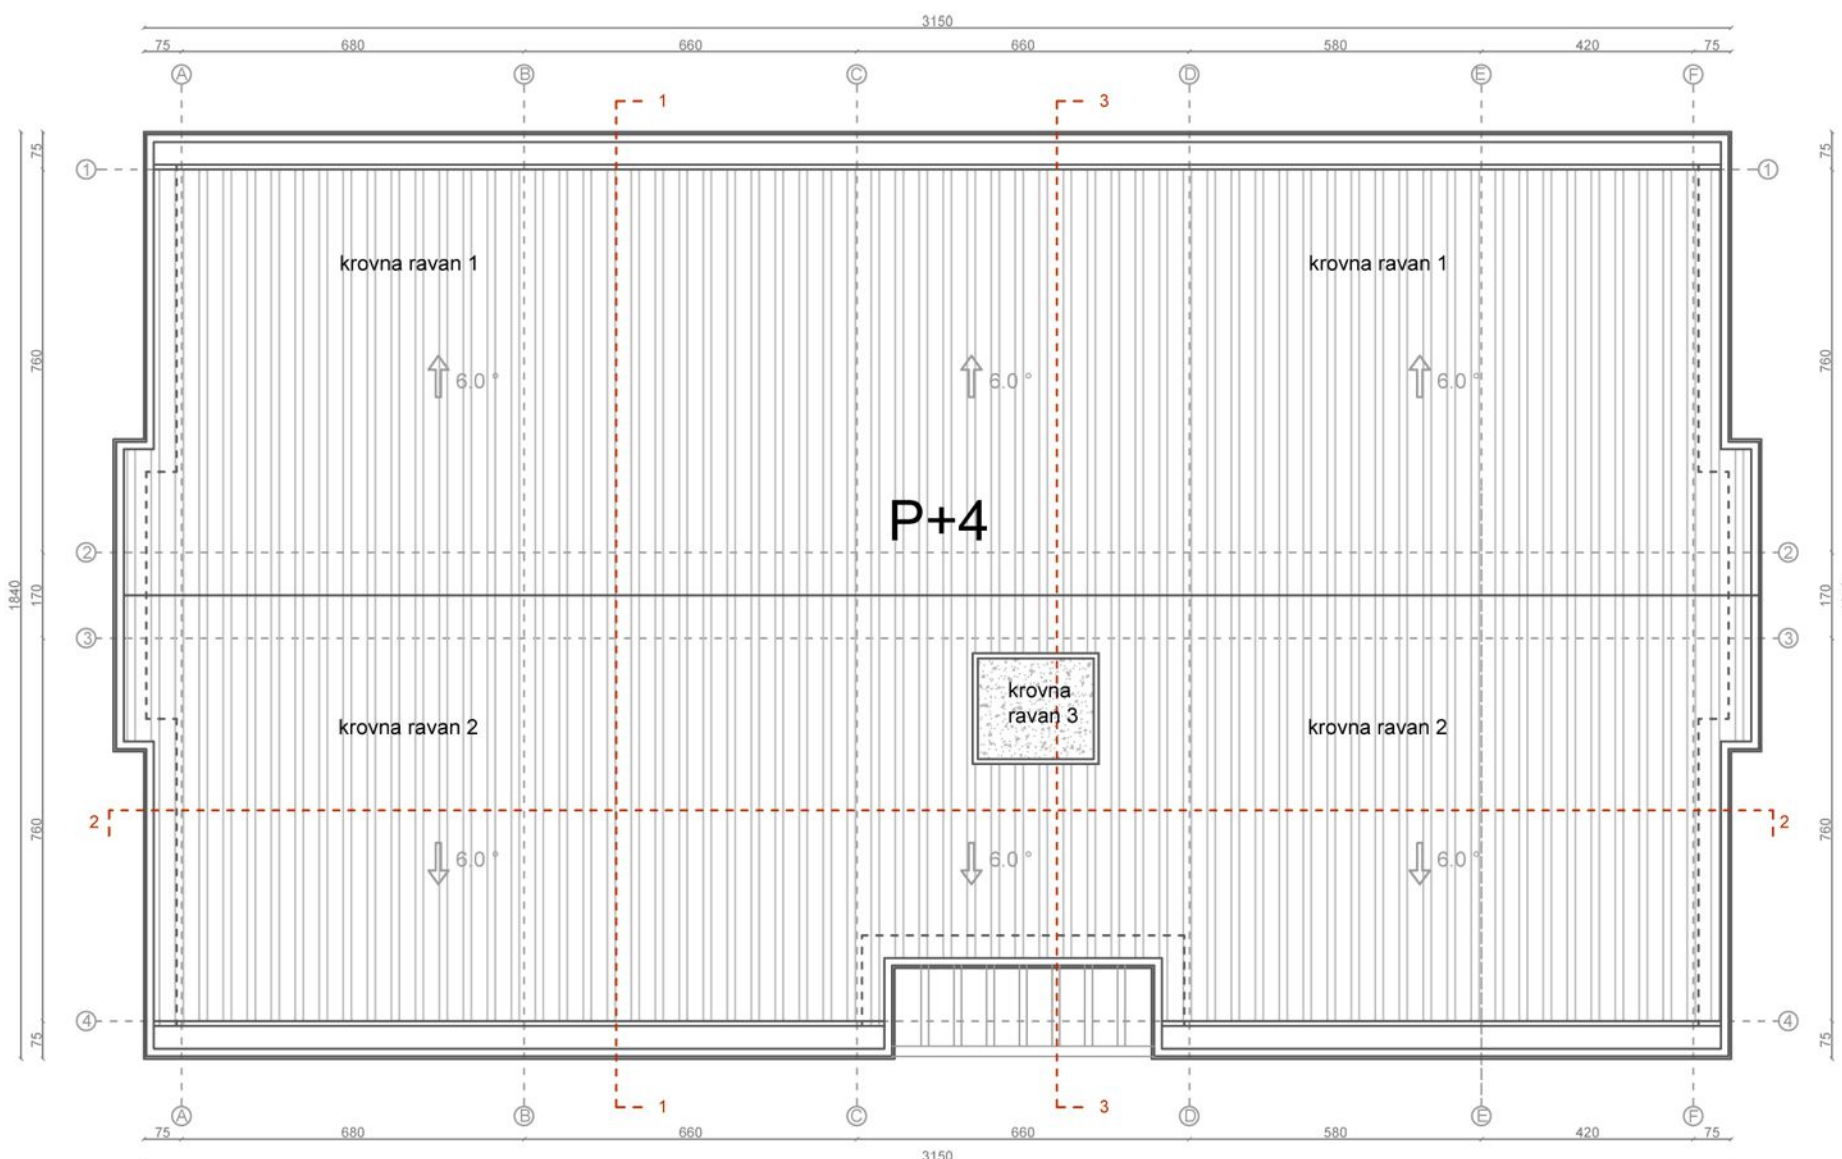 3150
75 680 660 660 580 420 75
A B C D E F
1 3
75 75
1 1
krovna ravan 1 krovna ravan 1
760 760
6.0 ° 6.0 ° 6.0 °
P+4
2 2
1840 170 170
3 3
krovna
ravan 3
krovna ravan 2 krovna ravan 2
2 2
760 760
6.0 ° 6.0 ° 6.0 °
4 4
75 75
1 3
A B C D E F
75 680 660 660 580 420 75
3150